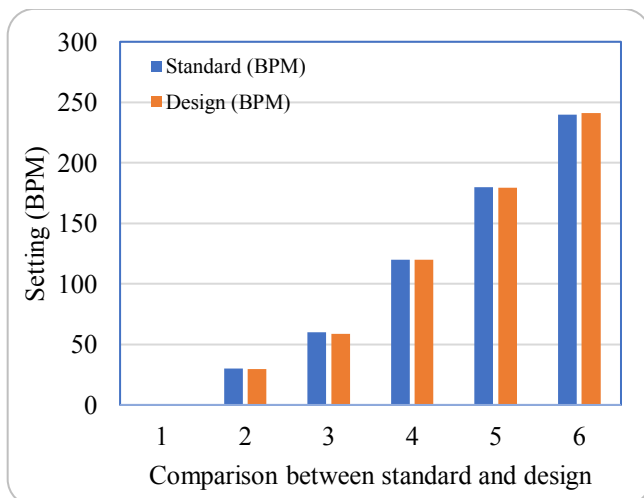 300
Standard (BPM)
250
Design (BPM)
200
150
100
50
0
Setting (BPM)
1 2 3 4 5 6
Comparison between standard and design